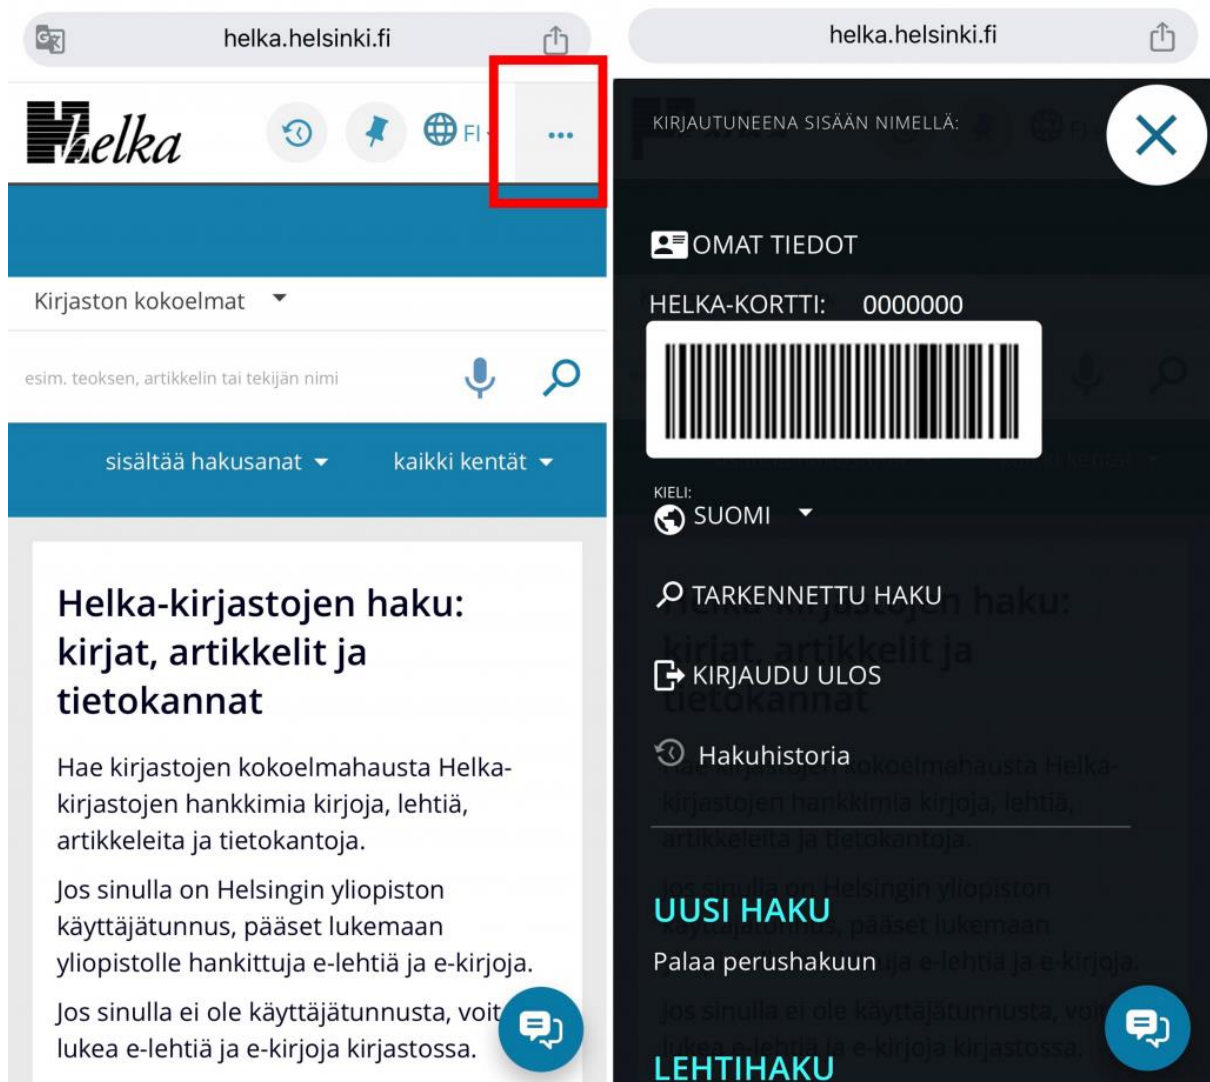 helka.helsinki.fi
Helka
FI
Kirjaston kokoelmat
esim. teoksen, artikkelin tai tekijän nimi
sisältää hakusanat
kaikki kentät
Helka-kirjastojen haku:
kirjat, artikkelit ja
tietokannat
Hae kirjastojen kokoelmahausta Helka-
kirjastojen hankkimia kirjoja, lehtiä,
artikkeleita ja tietokantoja.
Jos sinulla on Helsingin yliopiston
käyttäjätunnus, pääset lukemaan
yliopistolle hankittuja e-lehtiä ja e-kirjoja.
Jos sinulla ei ole käyttäjätunnusta, voit
lukea e-lehtiä ja e-kirjoja kirjastossa.
helka.helsinki.fi
KIRJAUTUNEENA SISÄÄN NIMELLÄ:
OMAT TIEDOT
HELKA-KORTTI: 0000000
KIELI:
SUOMI
TARKENNETTU HAKU
KIRJAUDU ULOS
Hakuhistoria
UUSI HAKU
Palaa perushakuun
LEHTIHAKU